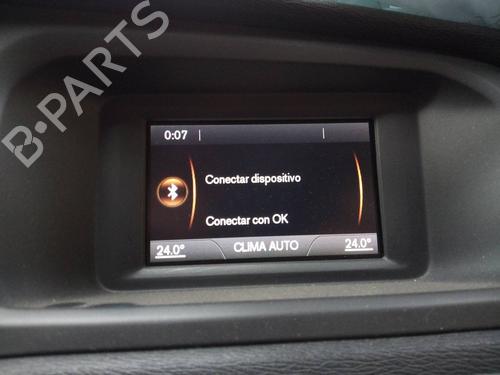 B-PARTS
0:07
Conectar dispositivo
Conectar con OK
24.0° CLIMA AUTO 24.0°